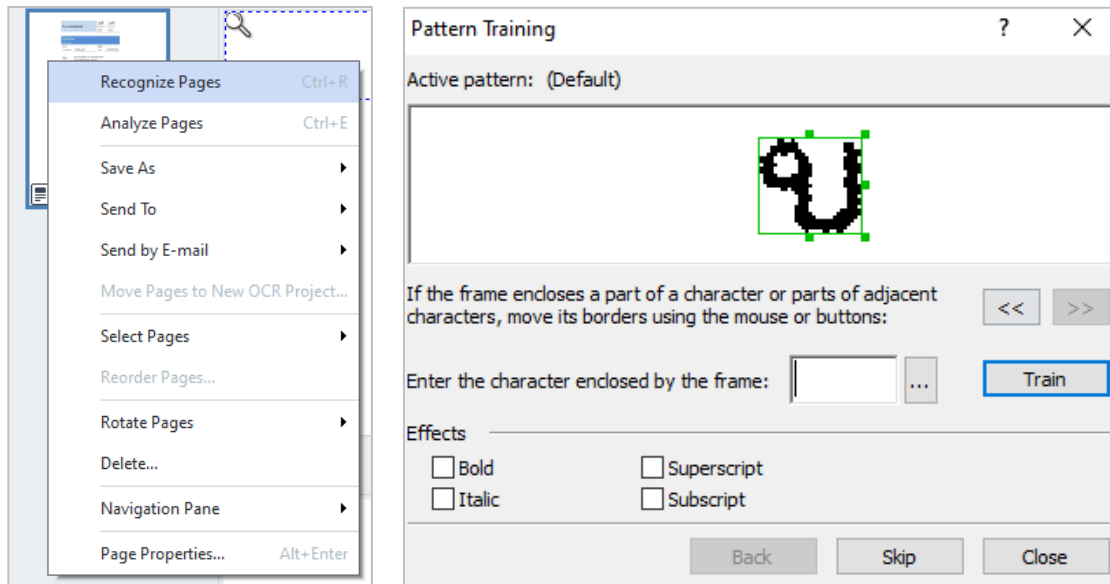 Recognize Pages Ctrl+R
Analyze Pages Ctrl+E
Save As
Send To
Send by E-mail
Move Pages to New OCR Project...
Select Pages
Reorder Pages...
Rotate Pages
Delete...
Navigation Pane
Page Properties... Alt+Enter
Pattern Training
Active pattern: (Default)
If the frame encloses a part of a character or parts of adjacent
characters, move its borders using the mouse or buttons:
<< >>
Enter the character enclosed by the frame: ... Train
Effects
Bold Superscript
Italic Subscript
Back Skip Close